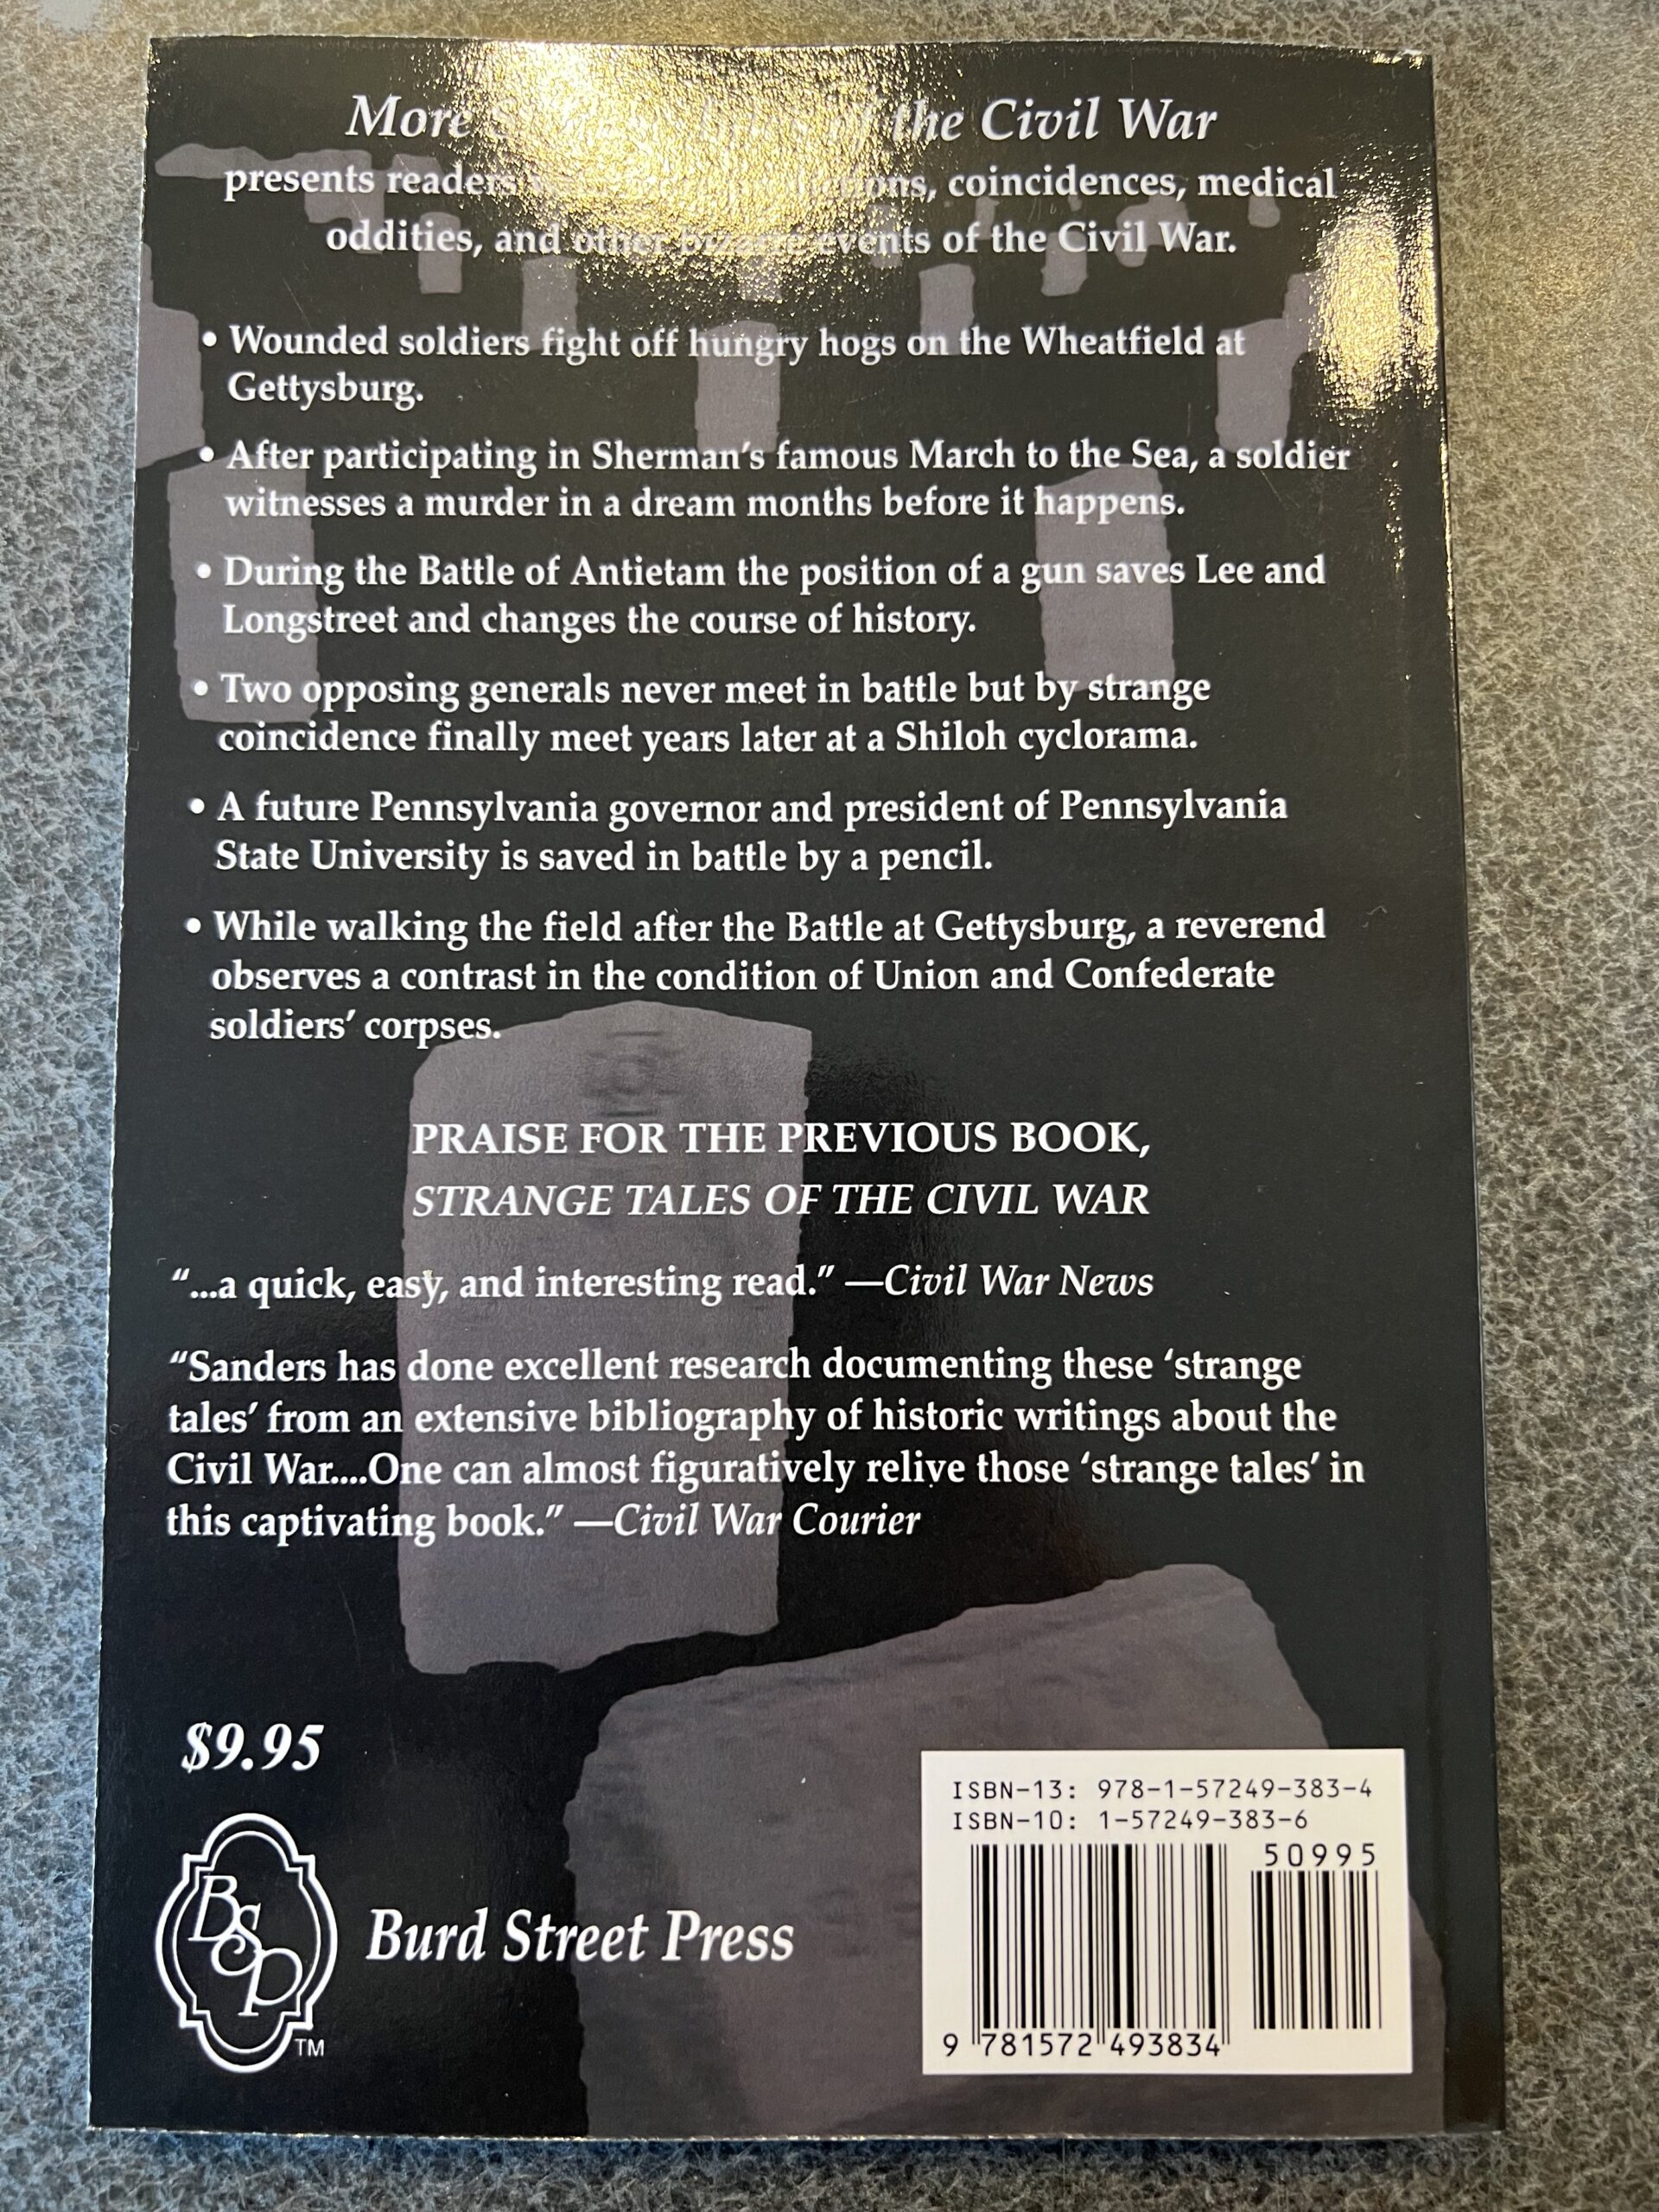 More of the Civil War
presents readers coincidences, medical
oddities, and other bizarre events of the Civil War.
• Wounded soldiers fight off hungry hogs on the Wheatfield at
Gettysburg.
• After participating in Sherman's famous March to the Sea, a soldier
witnesses a murder in a dream months before it happens.
• During the Battle of Antietam the position of a gun saves Lee and
Longstreet and changes the course of history.
• Two opposing generals never meet in battle but by strange
coincidence finally meet years later at a Shiloh cyclorama.
• A future Pennsylvania governor and president of Pennsylvania
State University is saved in battle by a pencil.
• While walking the field after the Battle at Gettysburg, a reverend
observes a contrast in the condition of Union and Confederate
soldiers' corpses.
PRAISE FOR THE PREVIOUS BOOK,
STRANGE TALES OF THE CIVIL WAR
"...a quick, easy, and interesting read." —Civil War News
"Sanders has done excellent research documenting these 'strange
tales' from an extensive bibliography of historic writings about the
Civil War....One can almost figuratively relive those 'strange tales' in
this captivating book." —Civil War Courier
$9.95
BSP
TM
Burd Street Press
ISBN-13: 978-1-57249-383-4
ISBN-10: 1-57249-383-6
50995
9 781572 493834